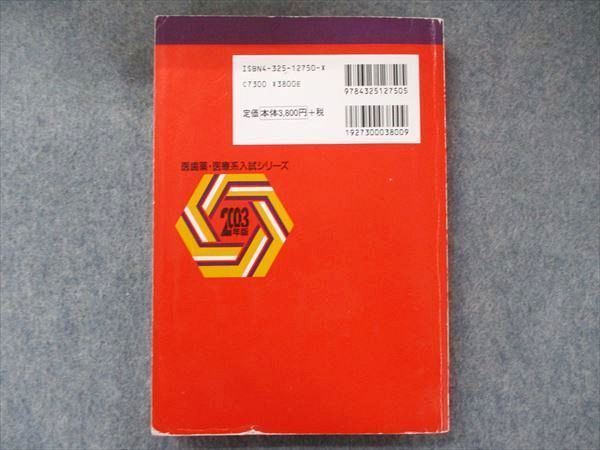 ISBN4-325-12750-X
C7300 ¥3800E
定価 本体3,800円+税
9784325127505
1927300038009
医歯薬・医療系入試シリーズ
2003
年版